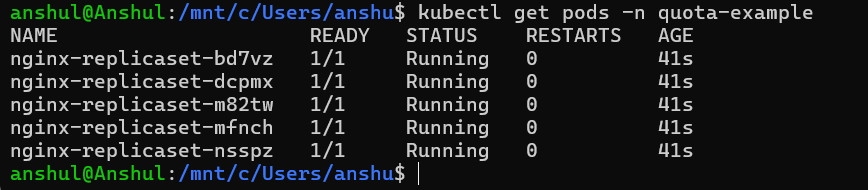 anshul@Anshul:/mnt/c/Users/anshu$ kubectl get pods -n quota-example
NAME READY STATUS RESTARTS AGE
nginx-replicaset-bd7vz 1/1 Running 0 41s
nginx-replicaset-dcpmx 1/1 Running 0 41s
nginx-replicaset-m82tw 1/1 Running 0 41s
nginx-replicaset-mfnch 1/1 Running 0 41s
nginx-replicaset-nsspz 1/1 Running 0 41s
anshul@Anshul:/mnt/c/Users/anshu$